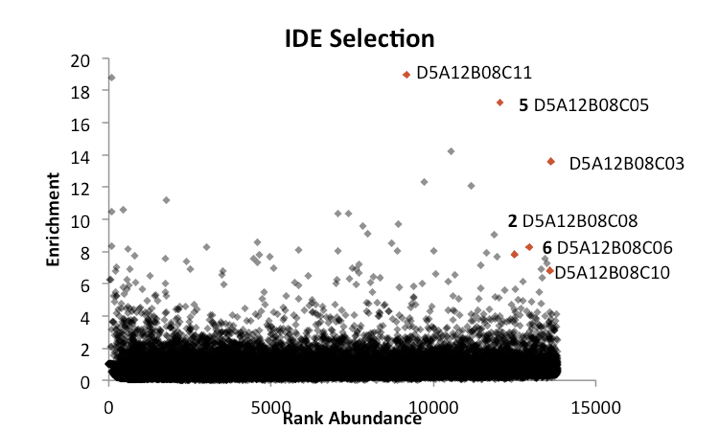 IDE Selection
20
18
16
14
12
10
8
6
4
2
0
Enrichment
D5A12B08C11
5 D5A12B08C05
D5A12B08C03
2 D5A12B08C08
6 D5A12B08C06
D5A12B08C10
0
5000
10000
15000
Rank Abundance